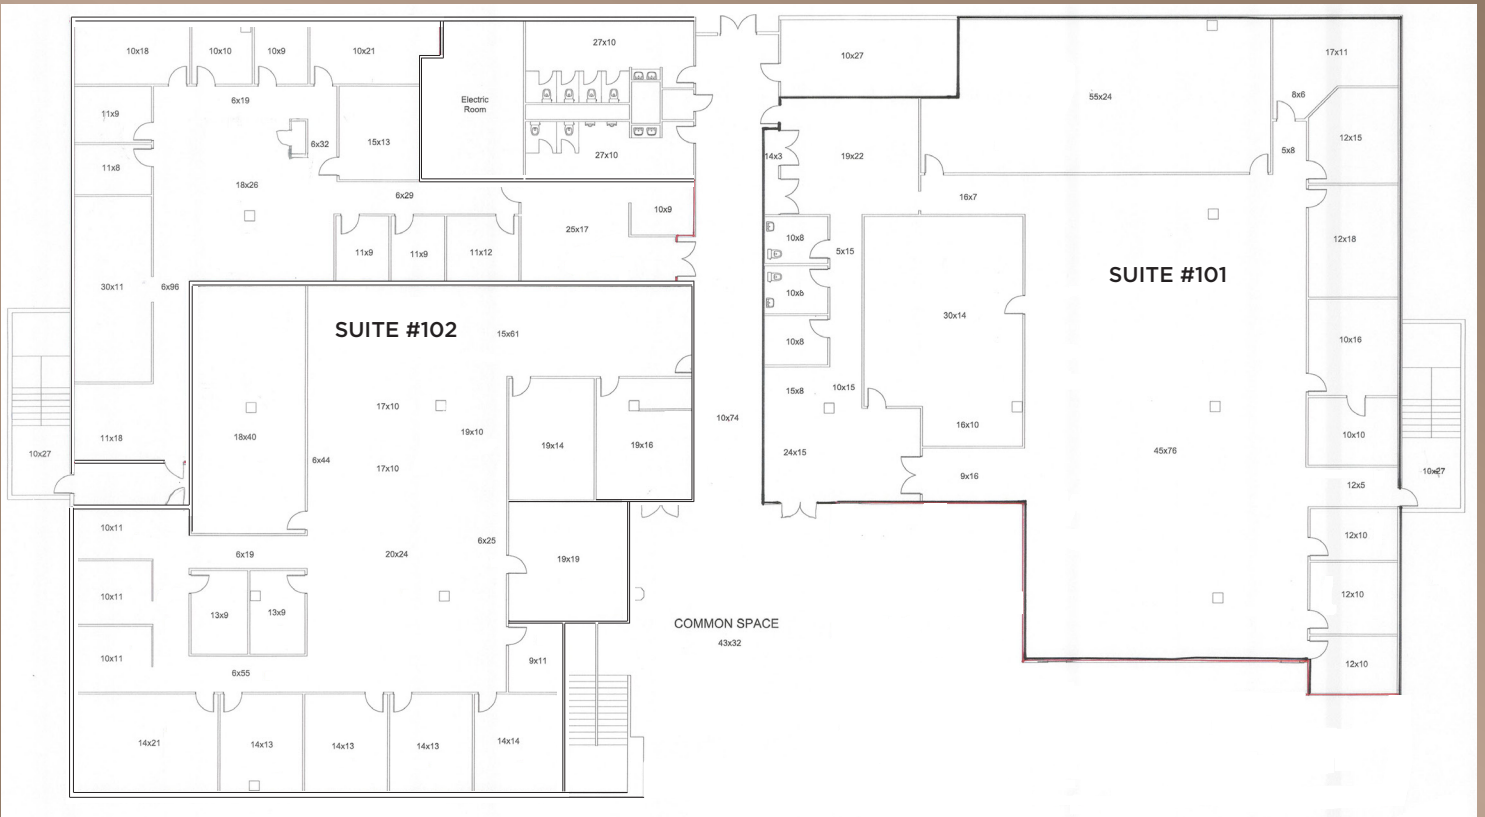 10x18
10x10
10x9
10x21
27x10
10x27
17x11
11x9
6x19
Electric
Room
55x24
8x6
6x32
15x13
12x15
11x8
27x10
14x3
19x22
5x8
18x26
6x29
10x9
16x7
25x17
10x8
12x18
11x9
11x9
11x12
5x15
SUITE #101
30x11
6x96
10x8
30x14
SUITE #102
15x61
10x8
10x16
17x10
15x8
10x15
10x74
11x18
18x40
19x10
19x14
19x16
16x10
10x10
10x27
6x44
17x10
24x15
45x76
10x27
9x16
12x5
10x11
6x19
20x24
6x25
19x19
12x10
10x11
13x9
13x9
12x10
COMMON SPACE
43x32
10x11
6x55
9x11
12x10
14x21
14x13
14x13
14x13
14x14